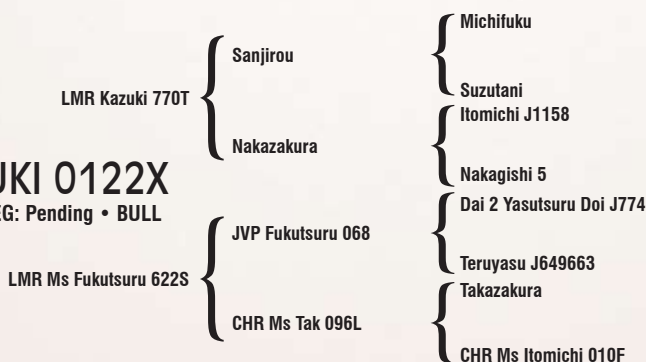 Michifuku
Sanjirou
Suzutani
LMR Kazuki 770T
Itomichi J1158
Nakazakura
Nakagishi 5
UKI 0122X
EG: Pending • BULL
Dai 2 Yasutsuru Doi J774
JVP Fukutsuru 068
Teruyasu J649663
LMR Ms Fukutsuru 622S
Takazakura
CHR Ms Tak 096L
CHR Ms Itomichi 010F